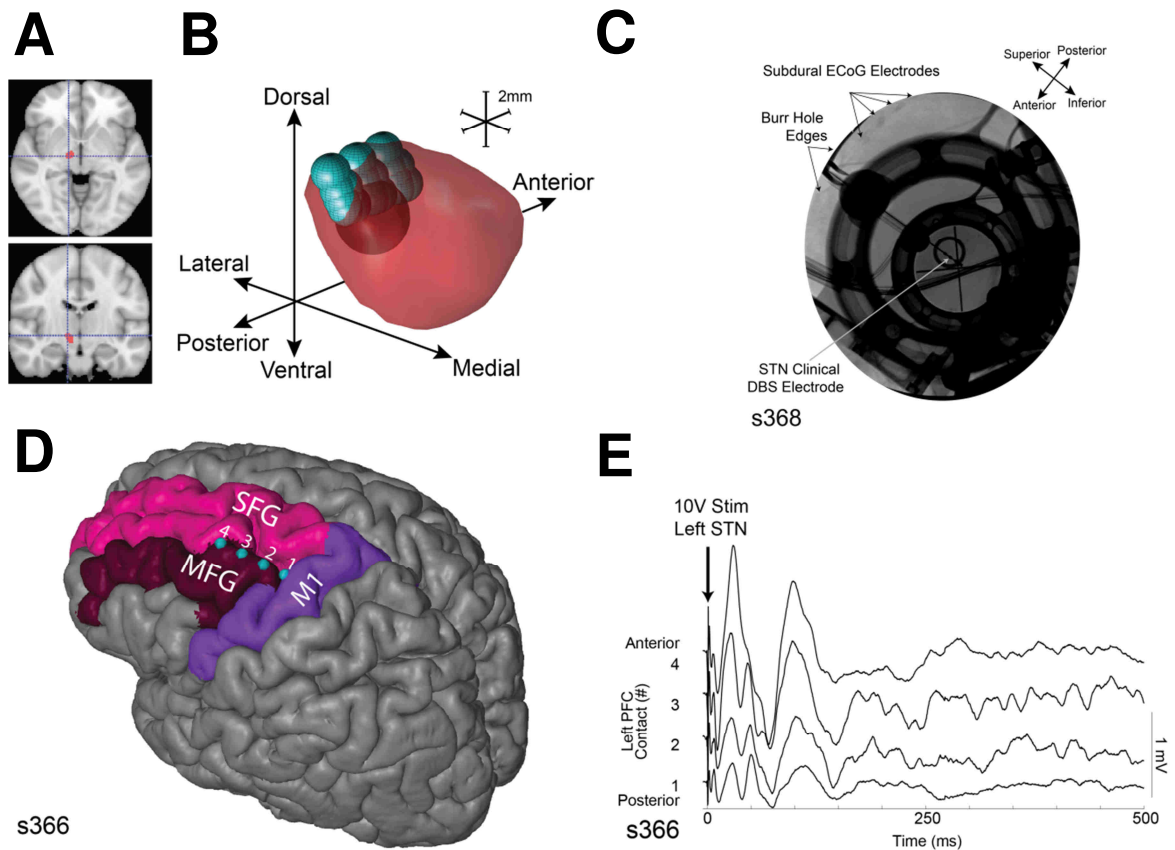 A
B
Dorsal
2mm
Anterior
Lateral
Posterior
Ventral
Medial
C
Subdural ECoG Electrodes
Burr Hole
Edges
Superior
Posterior
Anterior
Inferior
STN Clinical
DBS Electrode
s368
D
SFG
4
3
2
1
MFG
M1
s366
E
10V Stim
Left STN
Anterior
4
3
2
1
Posterior
Left PFC
Contact (#)
1 mV
0
250
500
Time (ms)
s366